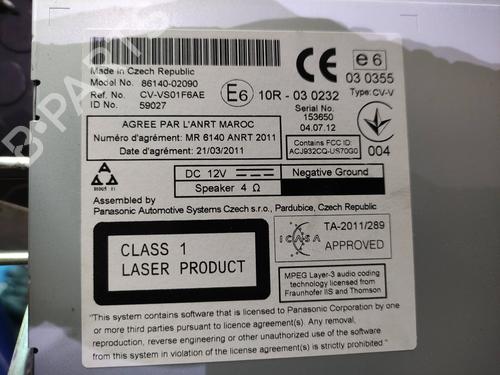 Made in Czech Republic
Model No. 86140-02090
Ref. No. CV-VS01F6AE
ID No. 59027
CE
e6
03 0355
Type: CV-V
E6 10R - 03 0232
Serial No.
153650
04.07.12
AGREE PAR L'ANRT MAROC
Numéro d'agrément: MR 6140 ANRT 2011
Date d'agrément: 21/03/2011
Contains FCC ID:
ACJ932CQ-US70G0
004
DC 12V
Negative Ground
Speaker 4 Ω
Assembled by
Panasonic Automotive Systems Czech s.r.o., Pardubice, Czech Republic
CLASS 1
LASER PRODUCT
ICASA
TA-2011/289
APPROVED
MPEG Layer-3 audio coding
technology licensed from
Fraunhofer IIS and Thomson
"This system contains software that is licensed to Panasonic Corporation by one
or more third parties pursuant to licence agreement(s). Any
reproduction, reverse engineering or other unauthorized use of the software
from this system in violation of the license agreement(s) is strictly prohibited"
B-PARTS